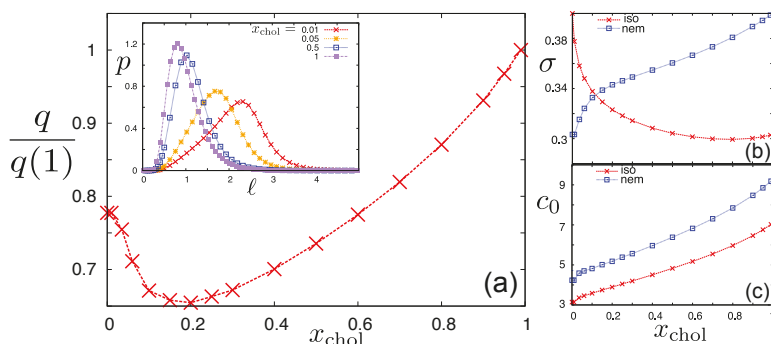 q
q(1)
1
0.9
0.8
0.7
0 0.2 0.4 0.6 0.8 1
x_chol
(a)
x_chol = 0.01
0.05
0.5
1
p
1.2
0.8
0.4
0
0 1 2 3 4
ℓ
σ
0.38
0.34
0.3
iso
nem
(b)
c_0
9
7
5
3
iso
nem
(c)
0 0.2 0.4 0.6 0.8 1
x_chol